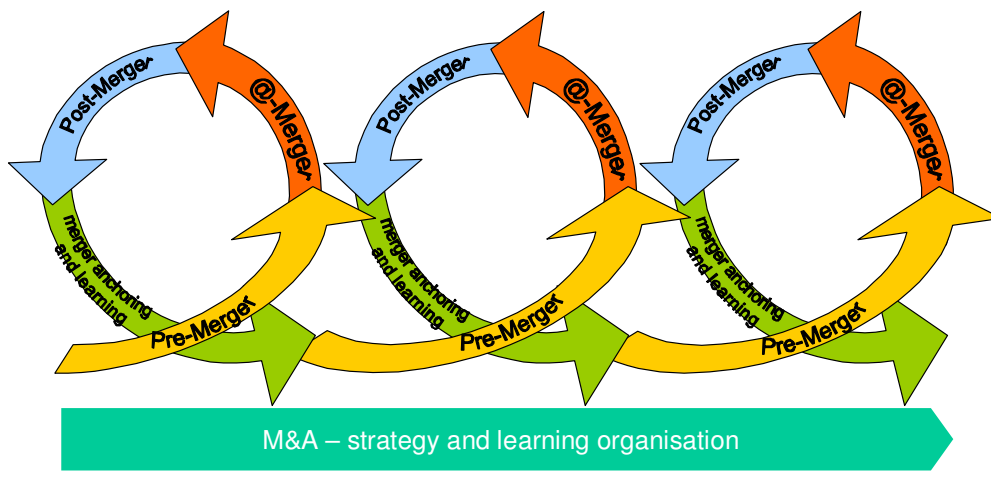 Post-Merger
@-Merger
merger anchoring
and learning
Pre-Merger
Post-Merger
@-Merger
merger anchoring
and learning
Pre-Merger
Post-Merger
@-Merger
merger anchoring
and learning
Pre-Merger
M&A – strategy and learning organisation